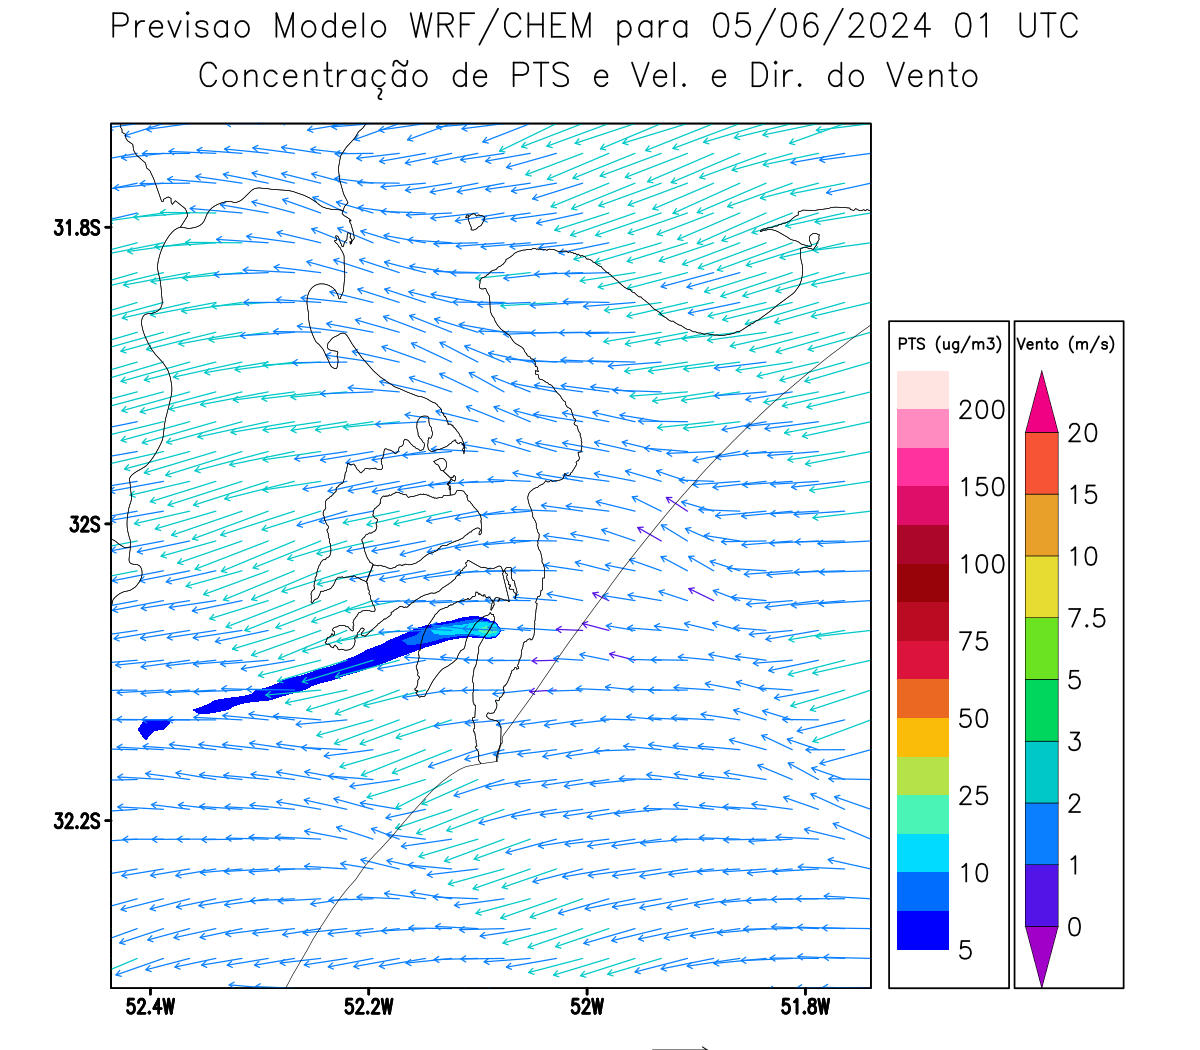 Previsao Modelo WRF/CHEM para 05/06/2024 01 UTC
Concentração de PTS e Vel. e Dir. do Vento
31.8S
32S
32.2S
52.4W
52.2W
52W
51.8W
PTS (ug/m3)
200
150
100
75
50
25
10
5
Vento (m/s)
20
15
10
7.5
5
3
2
1
0